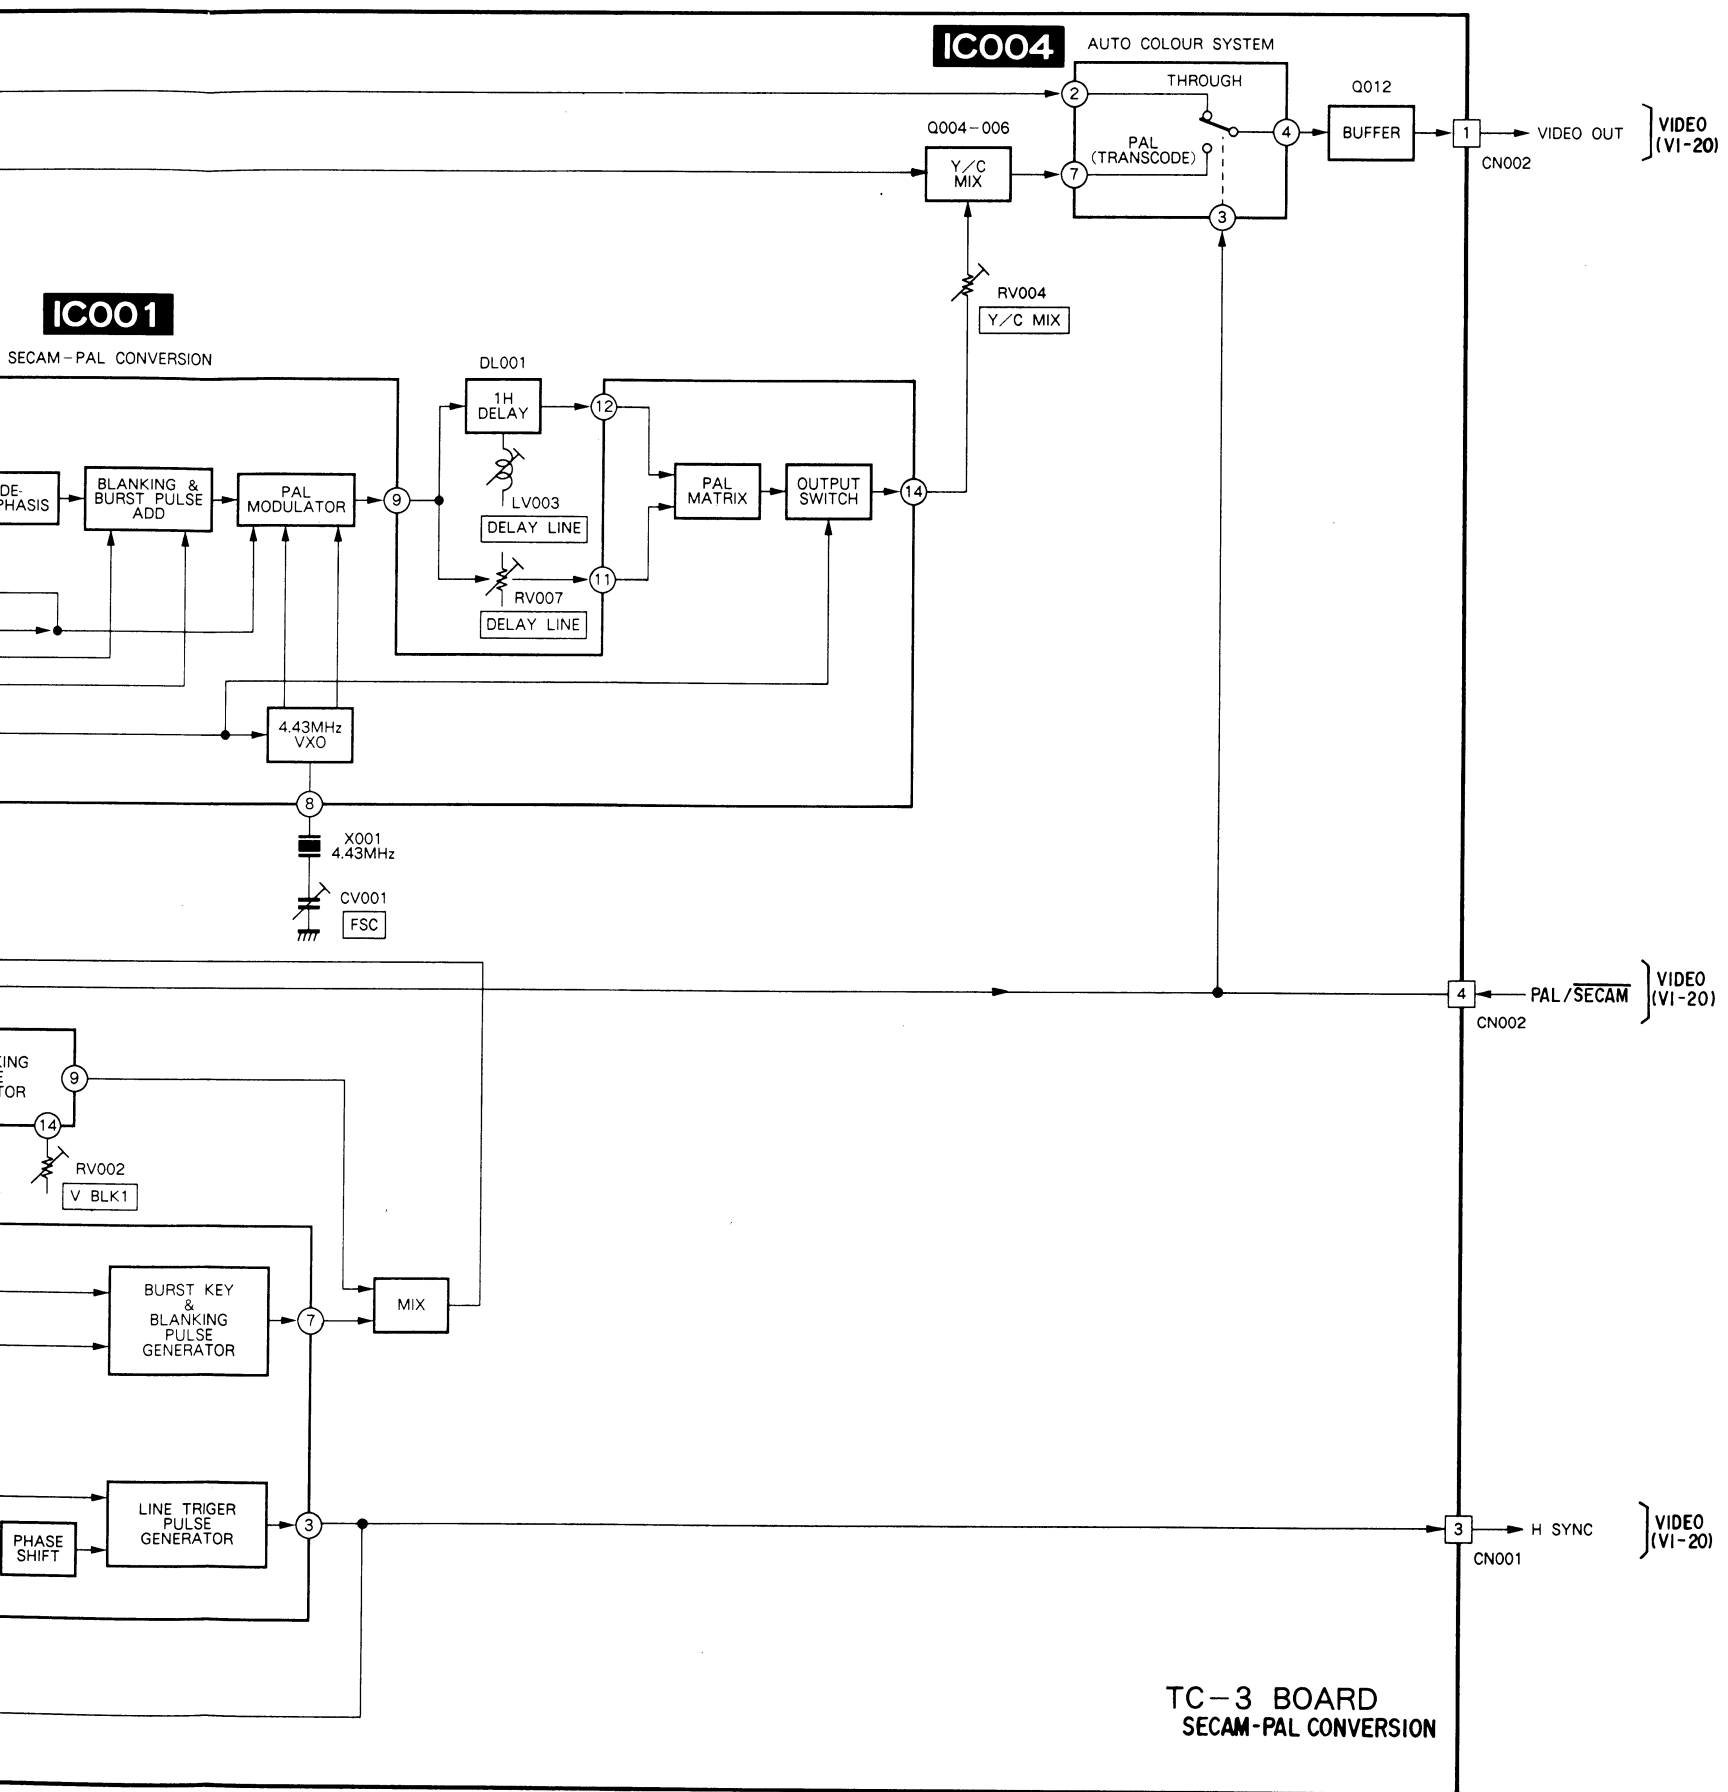 IC004
AUTO COLOUR SYSTEM
THROUGH
2
Q012
BUFFER
4
1
VIDEO OUT
VIDEO
(VI-20)
CN002
Q004-006
Y/C
MIX
PAL
(TRANSCODE)
7
3
RV004
Y/C MIX
IC001
SECAM-PAL CONVERSION
DL001
1H
DELAY
12
LV003
DELAY LINE
DE-
PHASIS
BLANKING &
BURST PULSE
ADD
PAL
MODULATOR
9
PAL
MATRIX
OUTPUT
SWITCH
14
11
RV007
DELAY LINE
4.43MHz
VXO
8
X001
4.43MHz
CV001
FSC
4
PAL/SECAM
VIDEO
(VI-20)
CN002
KING
E
TOR
9
14
RV002
V BLK1
BURST KEY
&
BLANKING
PULSE
GENERATOR
7
MIX
LINE TRIGER
PULSE
GENERATOR
3
PHASE
SHIFT
3
H SYNC
VIDEO
(VI-20)
CN001
TC-3 BOARD
SECAM-PAL CONVERSION